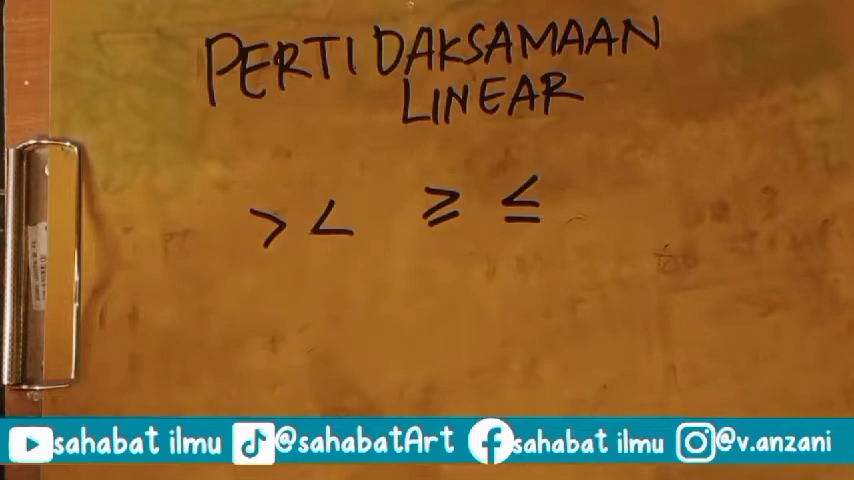 PERTIDAKSAMAAN
LINEAR
> < ≥ ≤
sahabat ilmu @sahabatArt sahabat ilmu @v.anzani